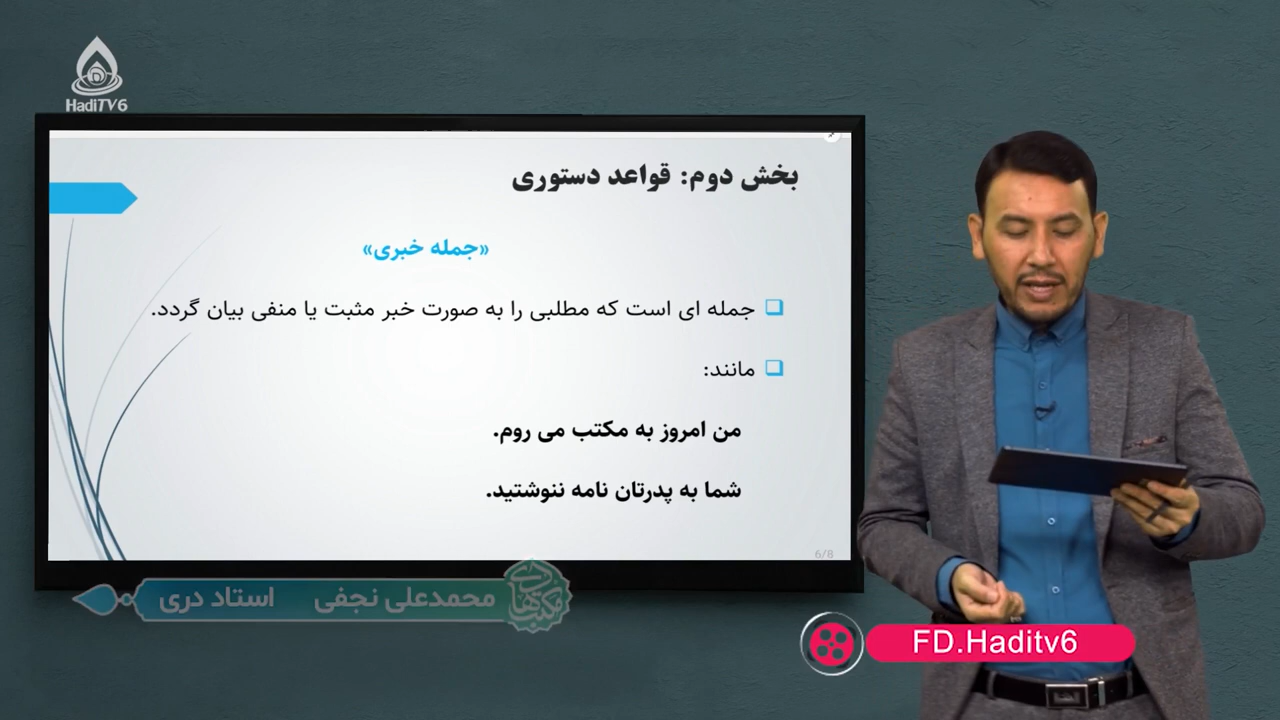 HadiTV6
بخش دوم: قواعد دستوری
«جمله خبری»
جمله ای است که مطلبی را به صورت خبر مثبت یا منفی بیان گردد.
مانند:
من امروز به مکتب می روم.
شما به پدرتان نامه ننوشتید.
6/8
محمدعلی نجفی استاد دری
مکتب هادی
FD.Haditv6